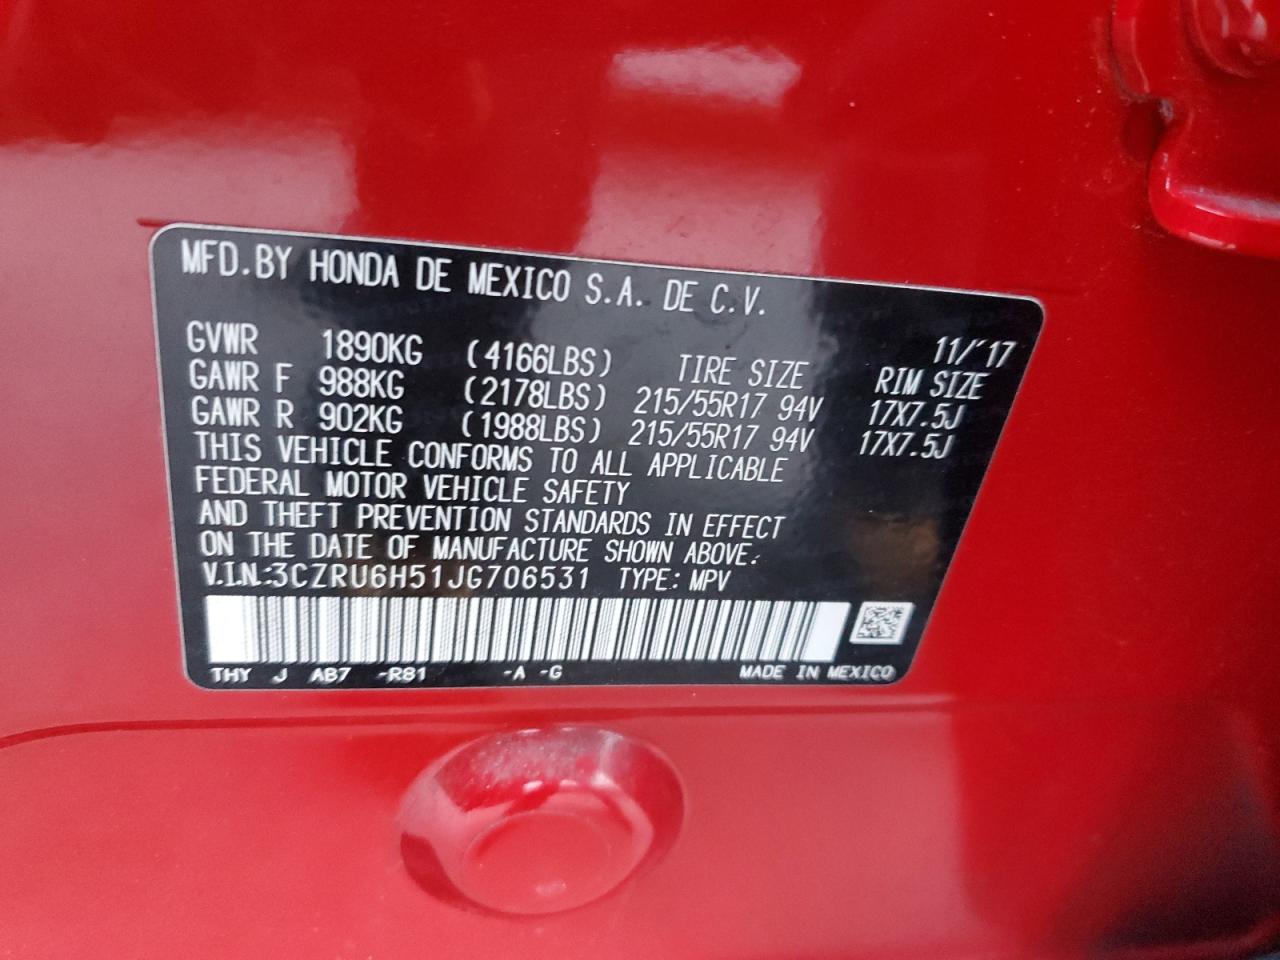 MFD.BY HONDA DE MEXICO S.A. DE C.V.
11/'17
GVWR 1890KG (4166LBS) TIRE SIZE RIM SIZE
GAWR F 988KG (2178LBS) 215/55R17 94V 17X7.5J
GAWR R 902KG (1988LBS) 215/55R17 94V 17X7.5J
THIS VEHICLE CONFORMS TO ALL APPLICABLE
FEDERAL MOTOR VEHICLE SAFETY
AND THEFT PREVENTION STANDARDS IN EFFECT
ON THE DATE OF MANUFACTURE SHOWN ABOVE:
V.I.N.:3CZRU6H51JG706531 TYPE: MPV
THY J AB7 -R81 -A -G MADE IN MEXICO